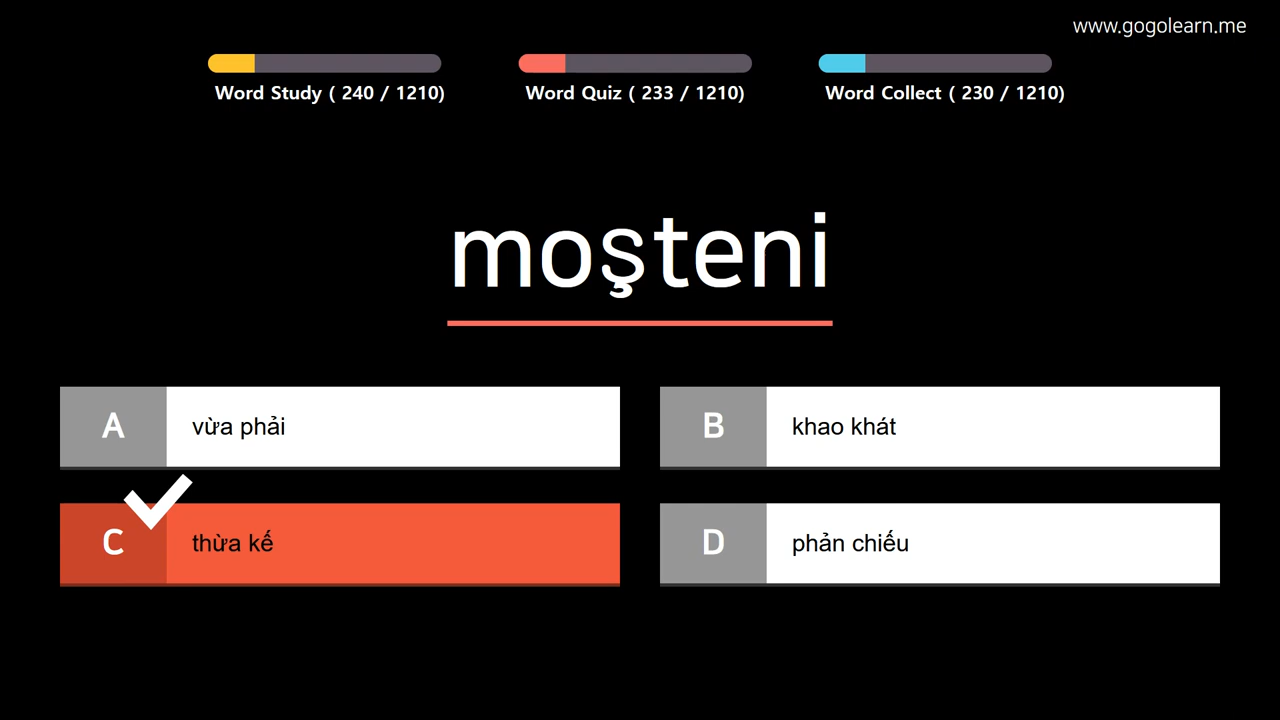 www.gogolearn.me
Word Study ( 240 / 1210)
Word Quiz ( 233 / 1210)
Word Collect ( 230 / 1210)
moşteni
A
vừa phải
B
khao khát
C
thừa kế
D
phản chiếu